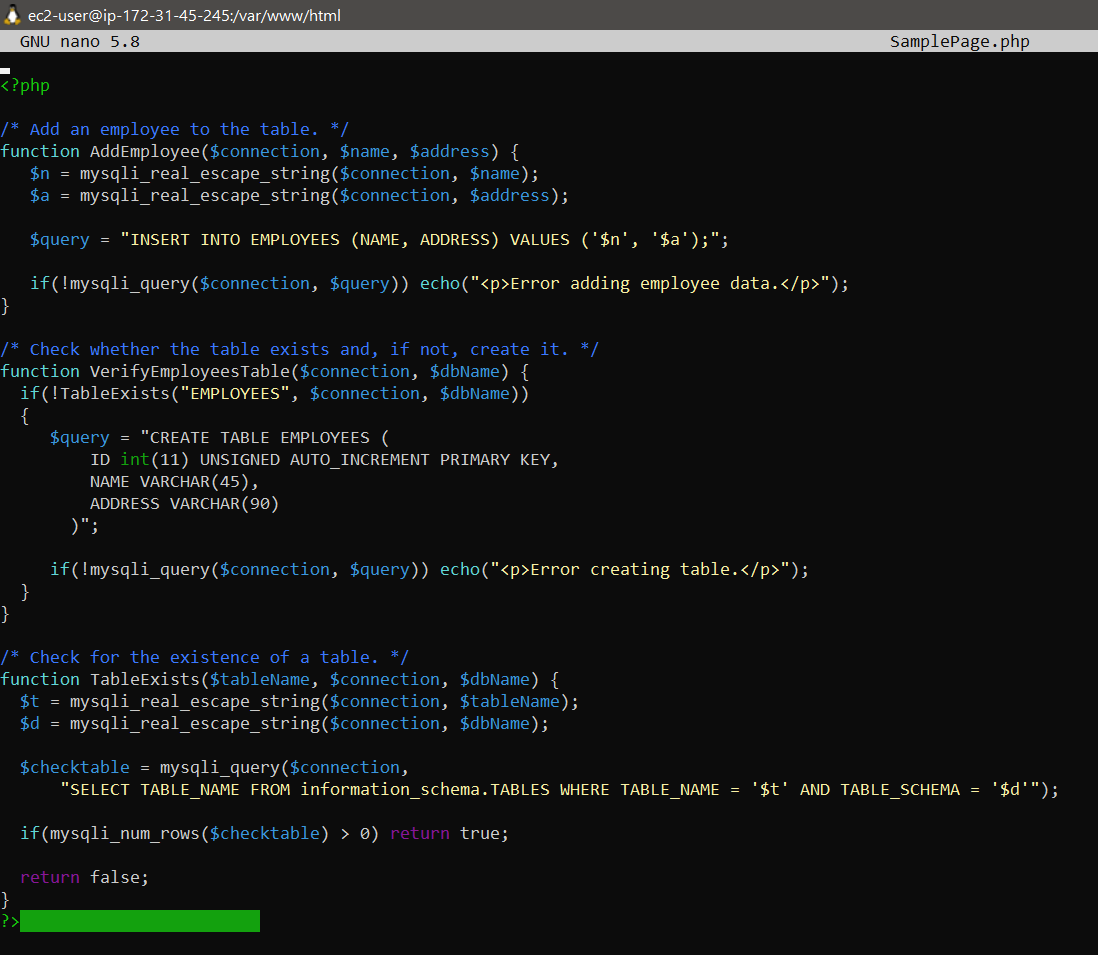 ec2-user@ip-172-31-45-245:/var/www/html
GNU nano 5.8 SamplePage.php
<?php
/* Add an employee to the table. */
function AddEmployee($connection, $name, $address) {
   $n = mysqli_real_escape_string($connection, $name);
   $a = mysqli_real_escape_string($connection, $address);
   $query = "INSERT INTO EMPLOYEES (NAME, ADDRESS) VALUES ('$n', '$a');";
   if(!mysqli_query($connection, $query)) echo("<p>Error adding employee data.</p>");
}
/* Check whether the table exists and, if not, create it. */
function VerifyEmployeesTable($connection, $dbName) {
  if(!TableExists("EMPLOYEES", $connection, $dbName))
  {
     $query = "CREATE TABLE EMPLOYEES (
         ID int(11) UNSIGNED AUTO_INCREMENT PRIMARY KEY,
         NAME VARCHAR(45),
         ADDRESS VARCHAR(90)
       )";
     if(!mysqli_query($connection, $query)) echo("<p>Error creating table.</p>");
  }
}
/* Check for the existence of a table. */
function TableExists($tableName, $connection, $dbName) {
  $t = mysqli_real_escape_string($connection, $tableName);
  $d = mysqli_real_escape_string($connection, $dbName);
  $checktable = mysqli_query($connection,
      "SELECT TABLE_NAME FROM information_schema.TABLES WHERE TABLE_NAME = '$t' AND TABLE_SCHEMA = '$d'");
  if(mysqli_num_rows($checktable) > 0) return true;
  return false;
}
?>